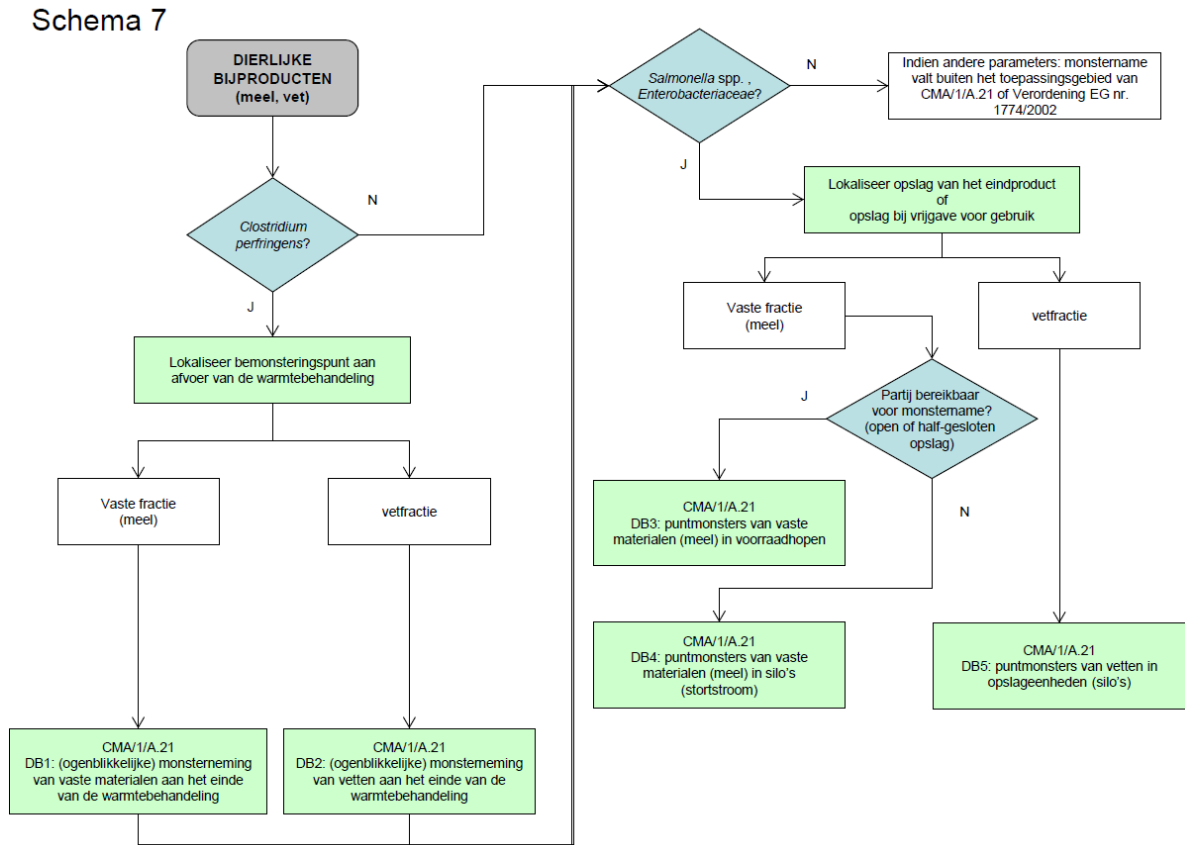 Schema 7
DIERLIJKE
BIJPRODUCTEN
(meel, vet)
Clostridium
perfringens?
N
J
Lokaliseer bemonsteringspunt aan
afvoer van de warmtebehandeling
Vaste fractie
(meel)
vetfractie
CMA/1/A.21
DB1: (ogenblikkelijke) monsterneming
van vaste materialen aan het einde
van de warmtebehandeling
CMA/1/A.21
DB2: (ogenblikkelijke) monsterneming
van vetten aan het einde van de
warmtebehandeling
Salmonella spp. ,
Enterobacteriaceae?
N
Indien andere parameters: monstername
valt buiten het toepassingsgebied van
CMA/1/A.21 of Verordening EG nr.
1774/2002
J
Lokaliseer opslag van het eindproduct
of
opslag bij vrijgave voor gebruik
Vaste fractie
(meel)
vetfractie
Partij bereikbaar
voor monstername?
(open of half-gesloten
opslag)
J
N
CMA/1/A.21
DB3: puntmonsters van vaste
materialen (meel) in voorraadhopen
CMA/1/A.21
DB4: puntmonsters van vaste
materialen (meel) in silo's
(stortstroom)
CMA/1/A.21
DB5: puntmonsters van vetten in
opslageenheden (silo's)